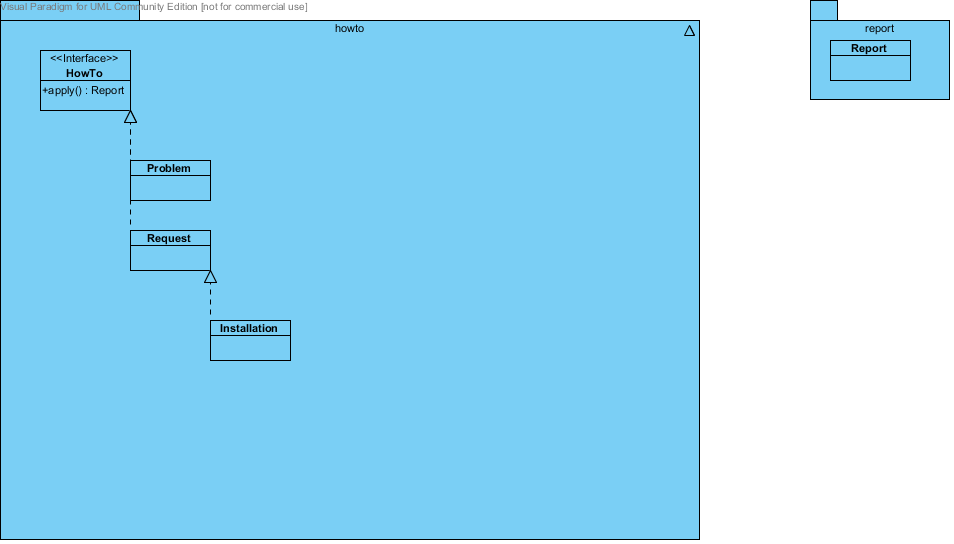 Visual Paradigm for UML Community Edition [not for commercial use]
howto
<<Interface>>
HowTo
+apply() : Report
Problem
Request
Installation
report
Report